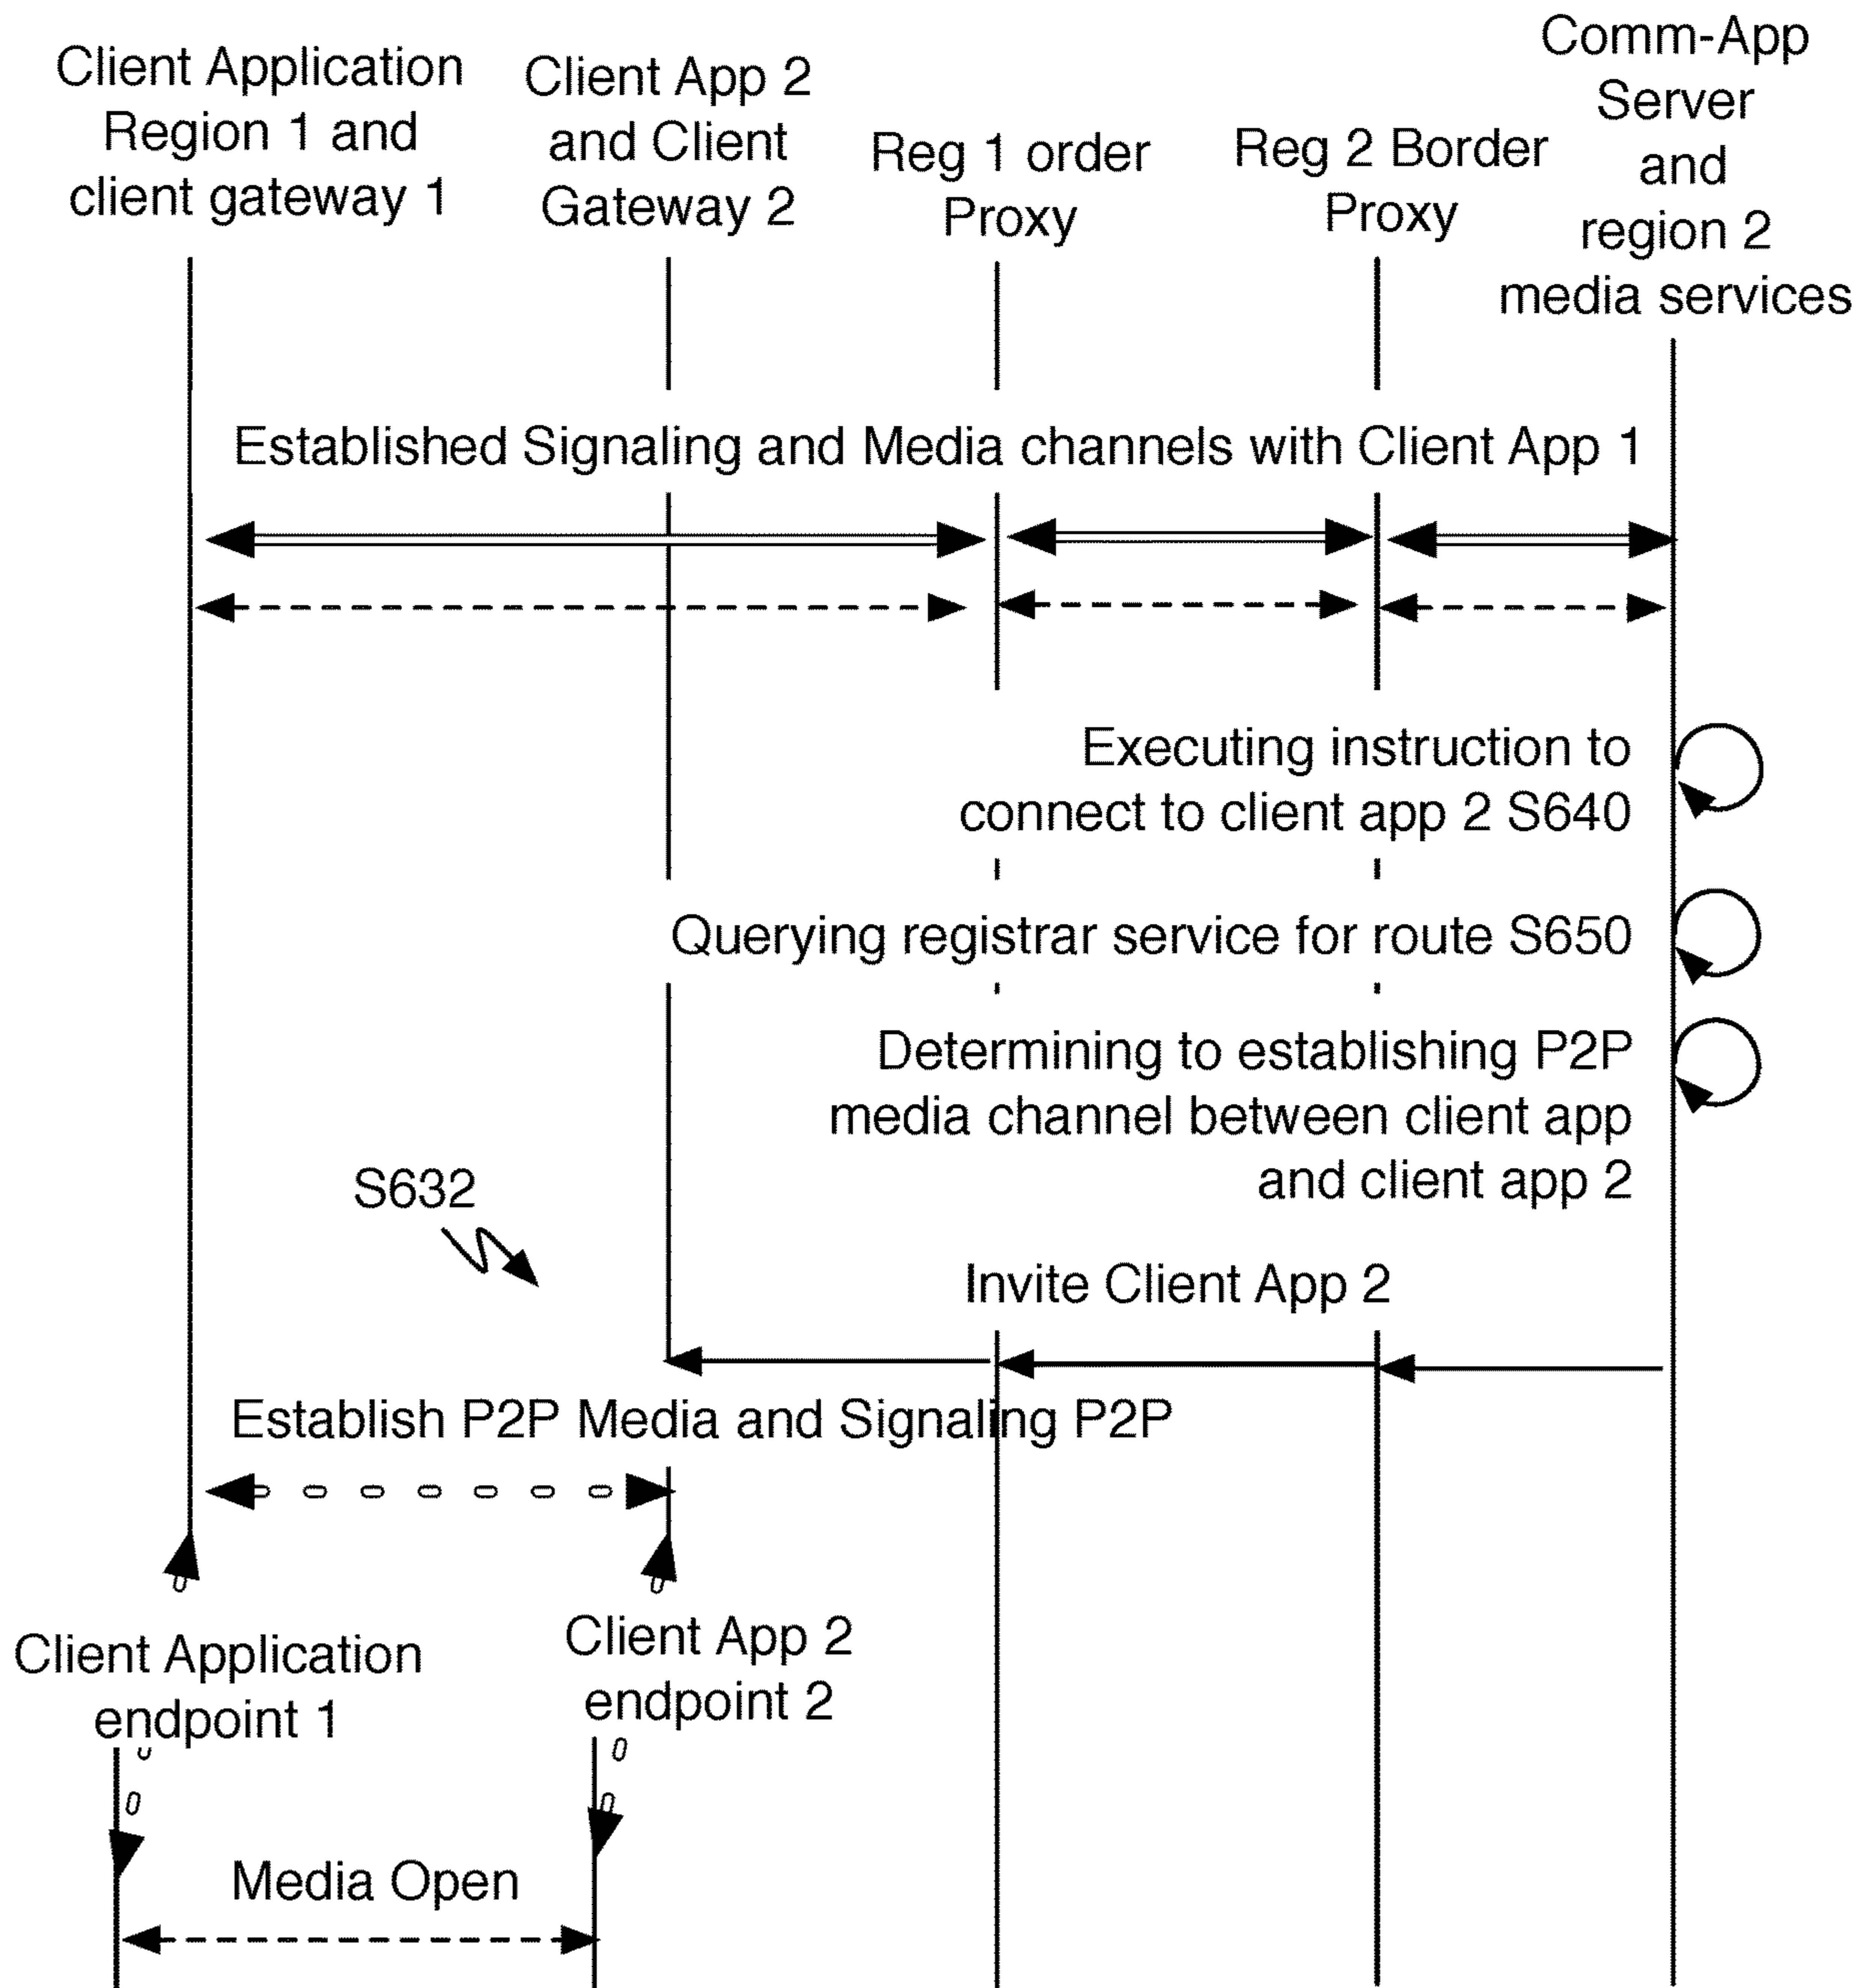 Client Application
Region 1 and
client gateway 1
Client App 2
and Client
Gateway 2
Reg 1 order
Proxy
Reg 2 Border
Proxy
Comm-App
Server
and
region 2
media services
Established Signaling and Media channels with Client App 1
Executing instruction to
connect to client app 2 S640
Querying registrar service for route S650
Determining to establishing P2P
media channel between client app
and client app 2
S632
Invite Client App 2
Establish P2P Media and Signaling P2P
Client Application
endpoint 1
Client App 2
endpoint 2
Media Open